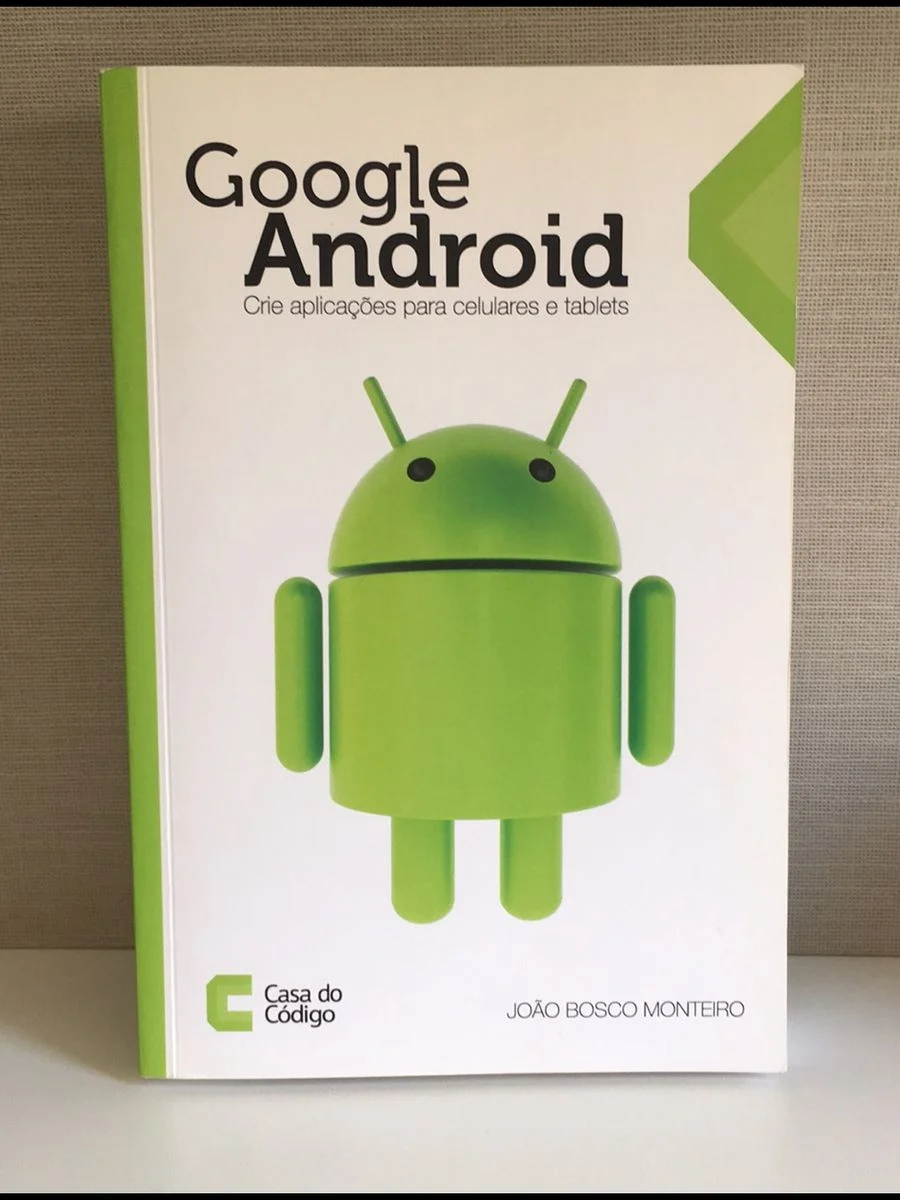 Google
Android
Crie aplicações para celulares e tablets
Casa do
Código
JOÃO BOSCO MONTEIRO